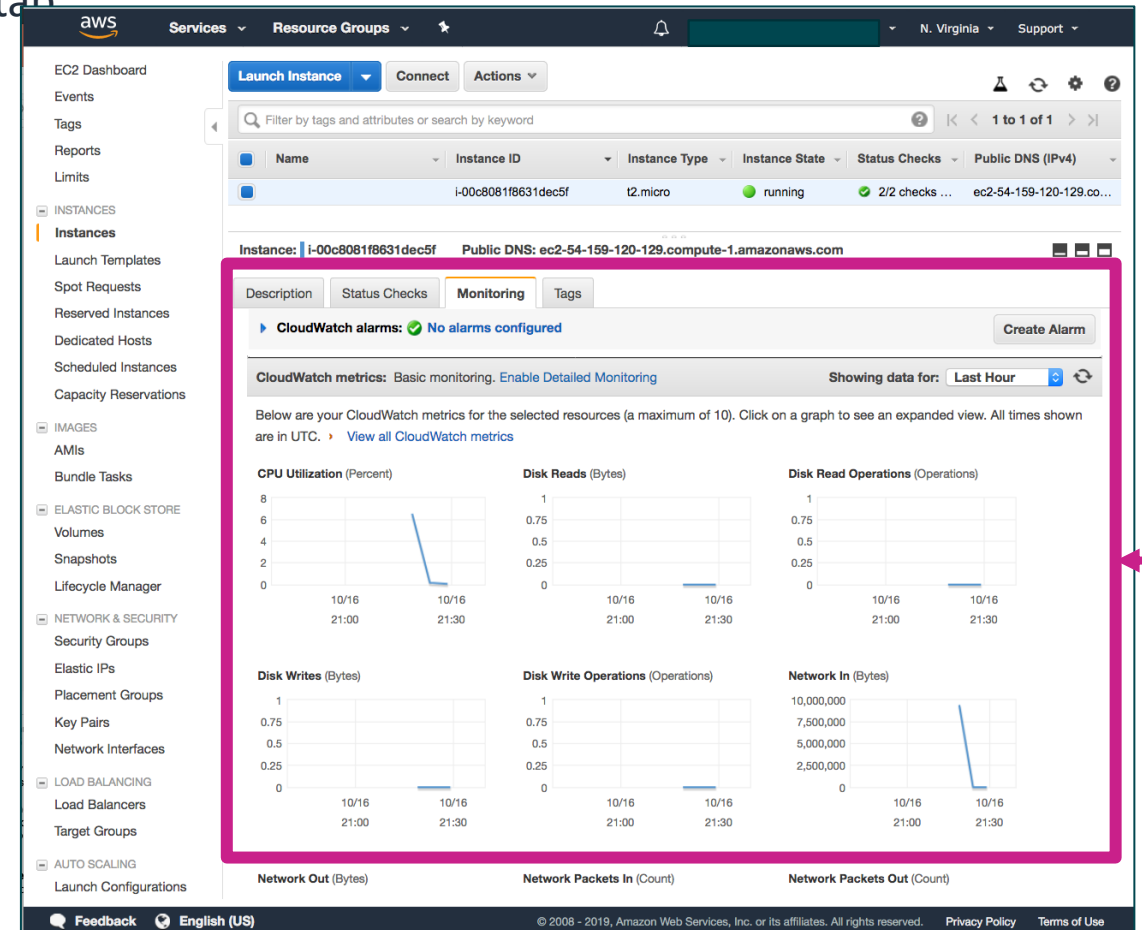 tab
aws Services Resource Groups N. Virginia Support
EC2 Dashboard
Events
Tags
Reports
Limits
INSTANCES
Instances
Launch Templates
Spot Requests
Reserved Instances
Dedicated Hosts
Scheduled Instances
Capacity Reservations
IMAGES
AMIs
Bundle Tasks
ELASTIC BLOCK STORE
Volumes
Snapshots
Lifecycle Manager
NETWORK & SECURITY
Security Groups
Elastic IPs
Placement Groups
Key Pairs
Network Interfaces
LOAD BALANCING
Load Balancers
Target Groups
AUTO SCALING
Launch Configurations
Launch Instance Connect Actions
Filter by tags and attributes or search by keyword 1 to 1 of 1
Name Instance ID Instance Type Instance State Status Checks Public DNS (IPv4)
i-00c8081f8631dec5f t2.micro running 2/2 checks ... ec2-54-159-120-129.co...
Instance: i-00c8081f8631dec5f Public DNS: ec2-54-159-120-129.compute-1.amazonaws.com
Description Status Checks Monitoring Tags
CloudWatch alarms: No alarms configured Create Alarm
CloudWatch metrics: Basic monitoring. Enable Detailed Monitoring Showing data for: Last Hour
Below are your CloudWatch metrics for the selected resources (a maximum of 10). Click on a graph to see an expanded view. All times shown
are in UTC. View all CloudWatch metrics
CPU Utilization (Percent)
8
6
4
2
0
10/16 10/16
21:00 21:30
Disk Reads (Bytes)
1
0.75
0.5
0.25
0
10/16 10/16
21:00 21:30
Disk Read Operations (Operations)
1
0.75
0.5
0.25
0
10/16 10/16
21:00 21:30
Disk Writes (Bytes)
1
0.75
0.5
0.25
0
10/16 10/16
21:00 21:30
Disk Write Operations (Operations)
1
0.75
0.5
0.25
0
10/16 10/16
21:00 21:30
Network In (Bytes)
10,000,000
7,500,000
5,000,000
2,500,000
0
10/16 10/16
21:00 21:30
Network Out (Bytes) Network Packets In (Count) Network Packets Out (Count)
Feedback English (US) © 2008 - 2019, Amazon Web Services, Inc. or its affiliates. All rights reserved. Privacy Policy Terms of Use